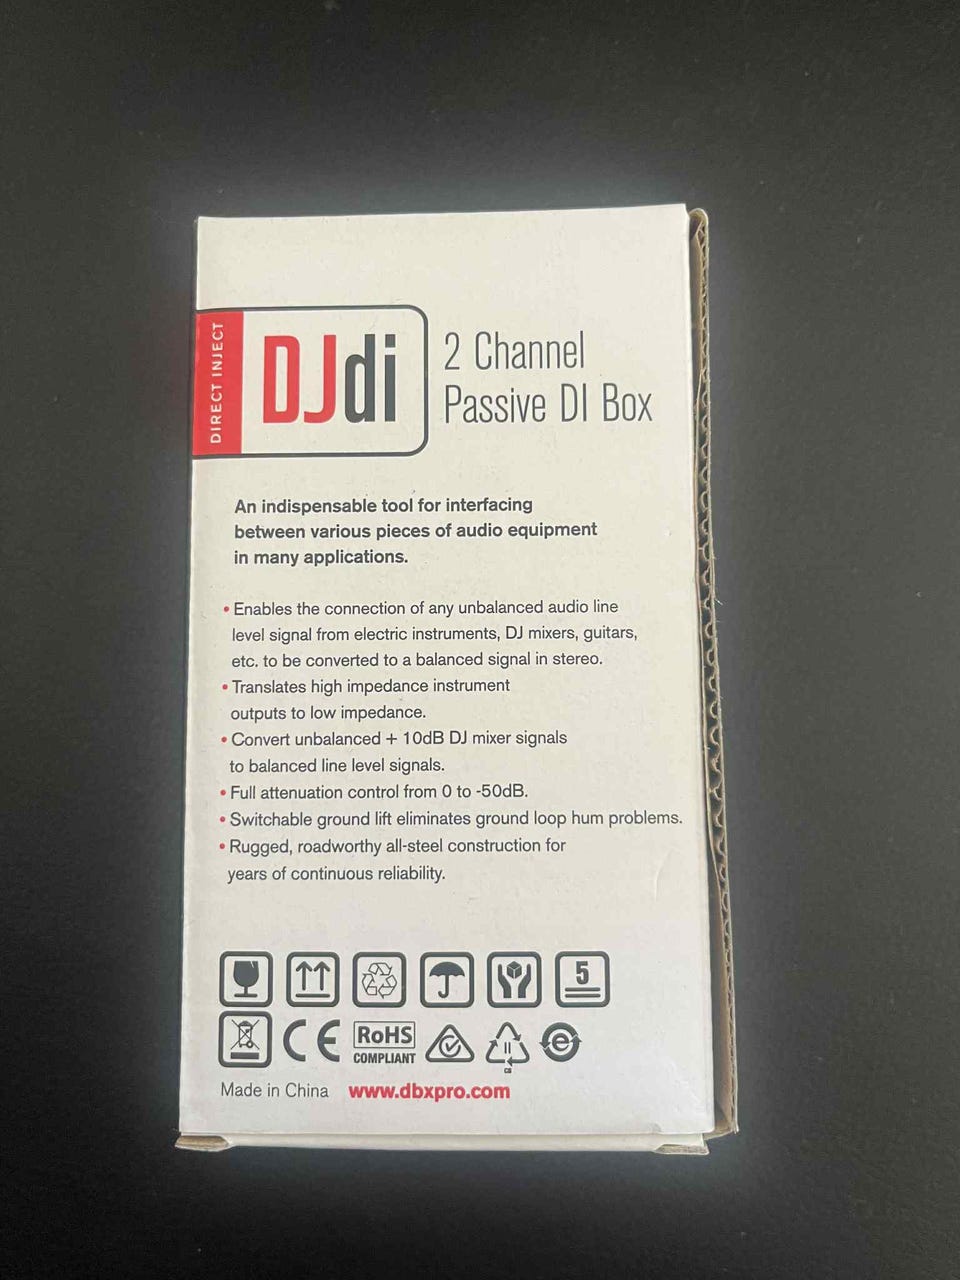 DIRECT INJECT
DJdi
2 Channel
Passive DI Box
An indispensable tool for interfacing
between various pieces of audio equipment
in many applications.
• Enables the connection of any unbalanced audio line
level signal from electric instruments, DJ mixers, guitars,
etc. to be converted to a balanced signal in stereo.
• Translates high impedance instrument
outputs to low impedance.
• Convert unbalanced + 10dB DJ mixer signals
to balanced line level signals.
• Full attenuation control from 0 to -50dB.
• Switchable ground lift eliminates ground loop hum problems.
• Rugged, roadworthy all-steel construction for
years of continuous reliability.
5
CE RoHS e
COMPLIANT
Made in China www.dbxpro.com